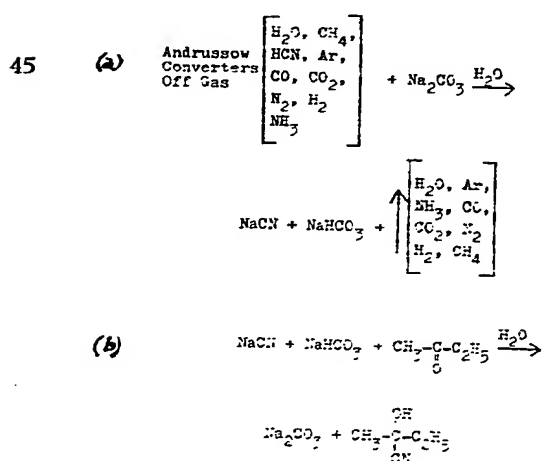 45 (a) Andrussow Converters Off Gas [H₂O, CH₄,
HCN, Ar,
CO, CO₂,
N₂, H₂
NH₃] + Na₂CO₃ H₂O →
NaCN + NaHCO₃ + ↑ [H₂O, Ar,
NH₃, CO,
CO₂, N₂
H₂, CH₄]
(b) NaCN + NaHCO₃ + CH₃-C-C₂H₅ H₂O →
O
OH
Na₂CO₃ + CH₃-C-C₂H₅
CN